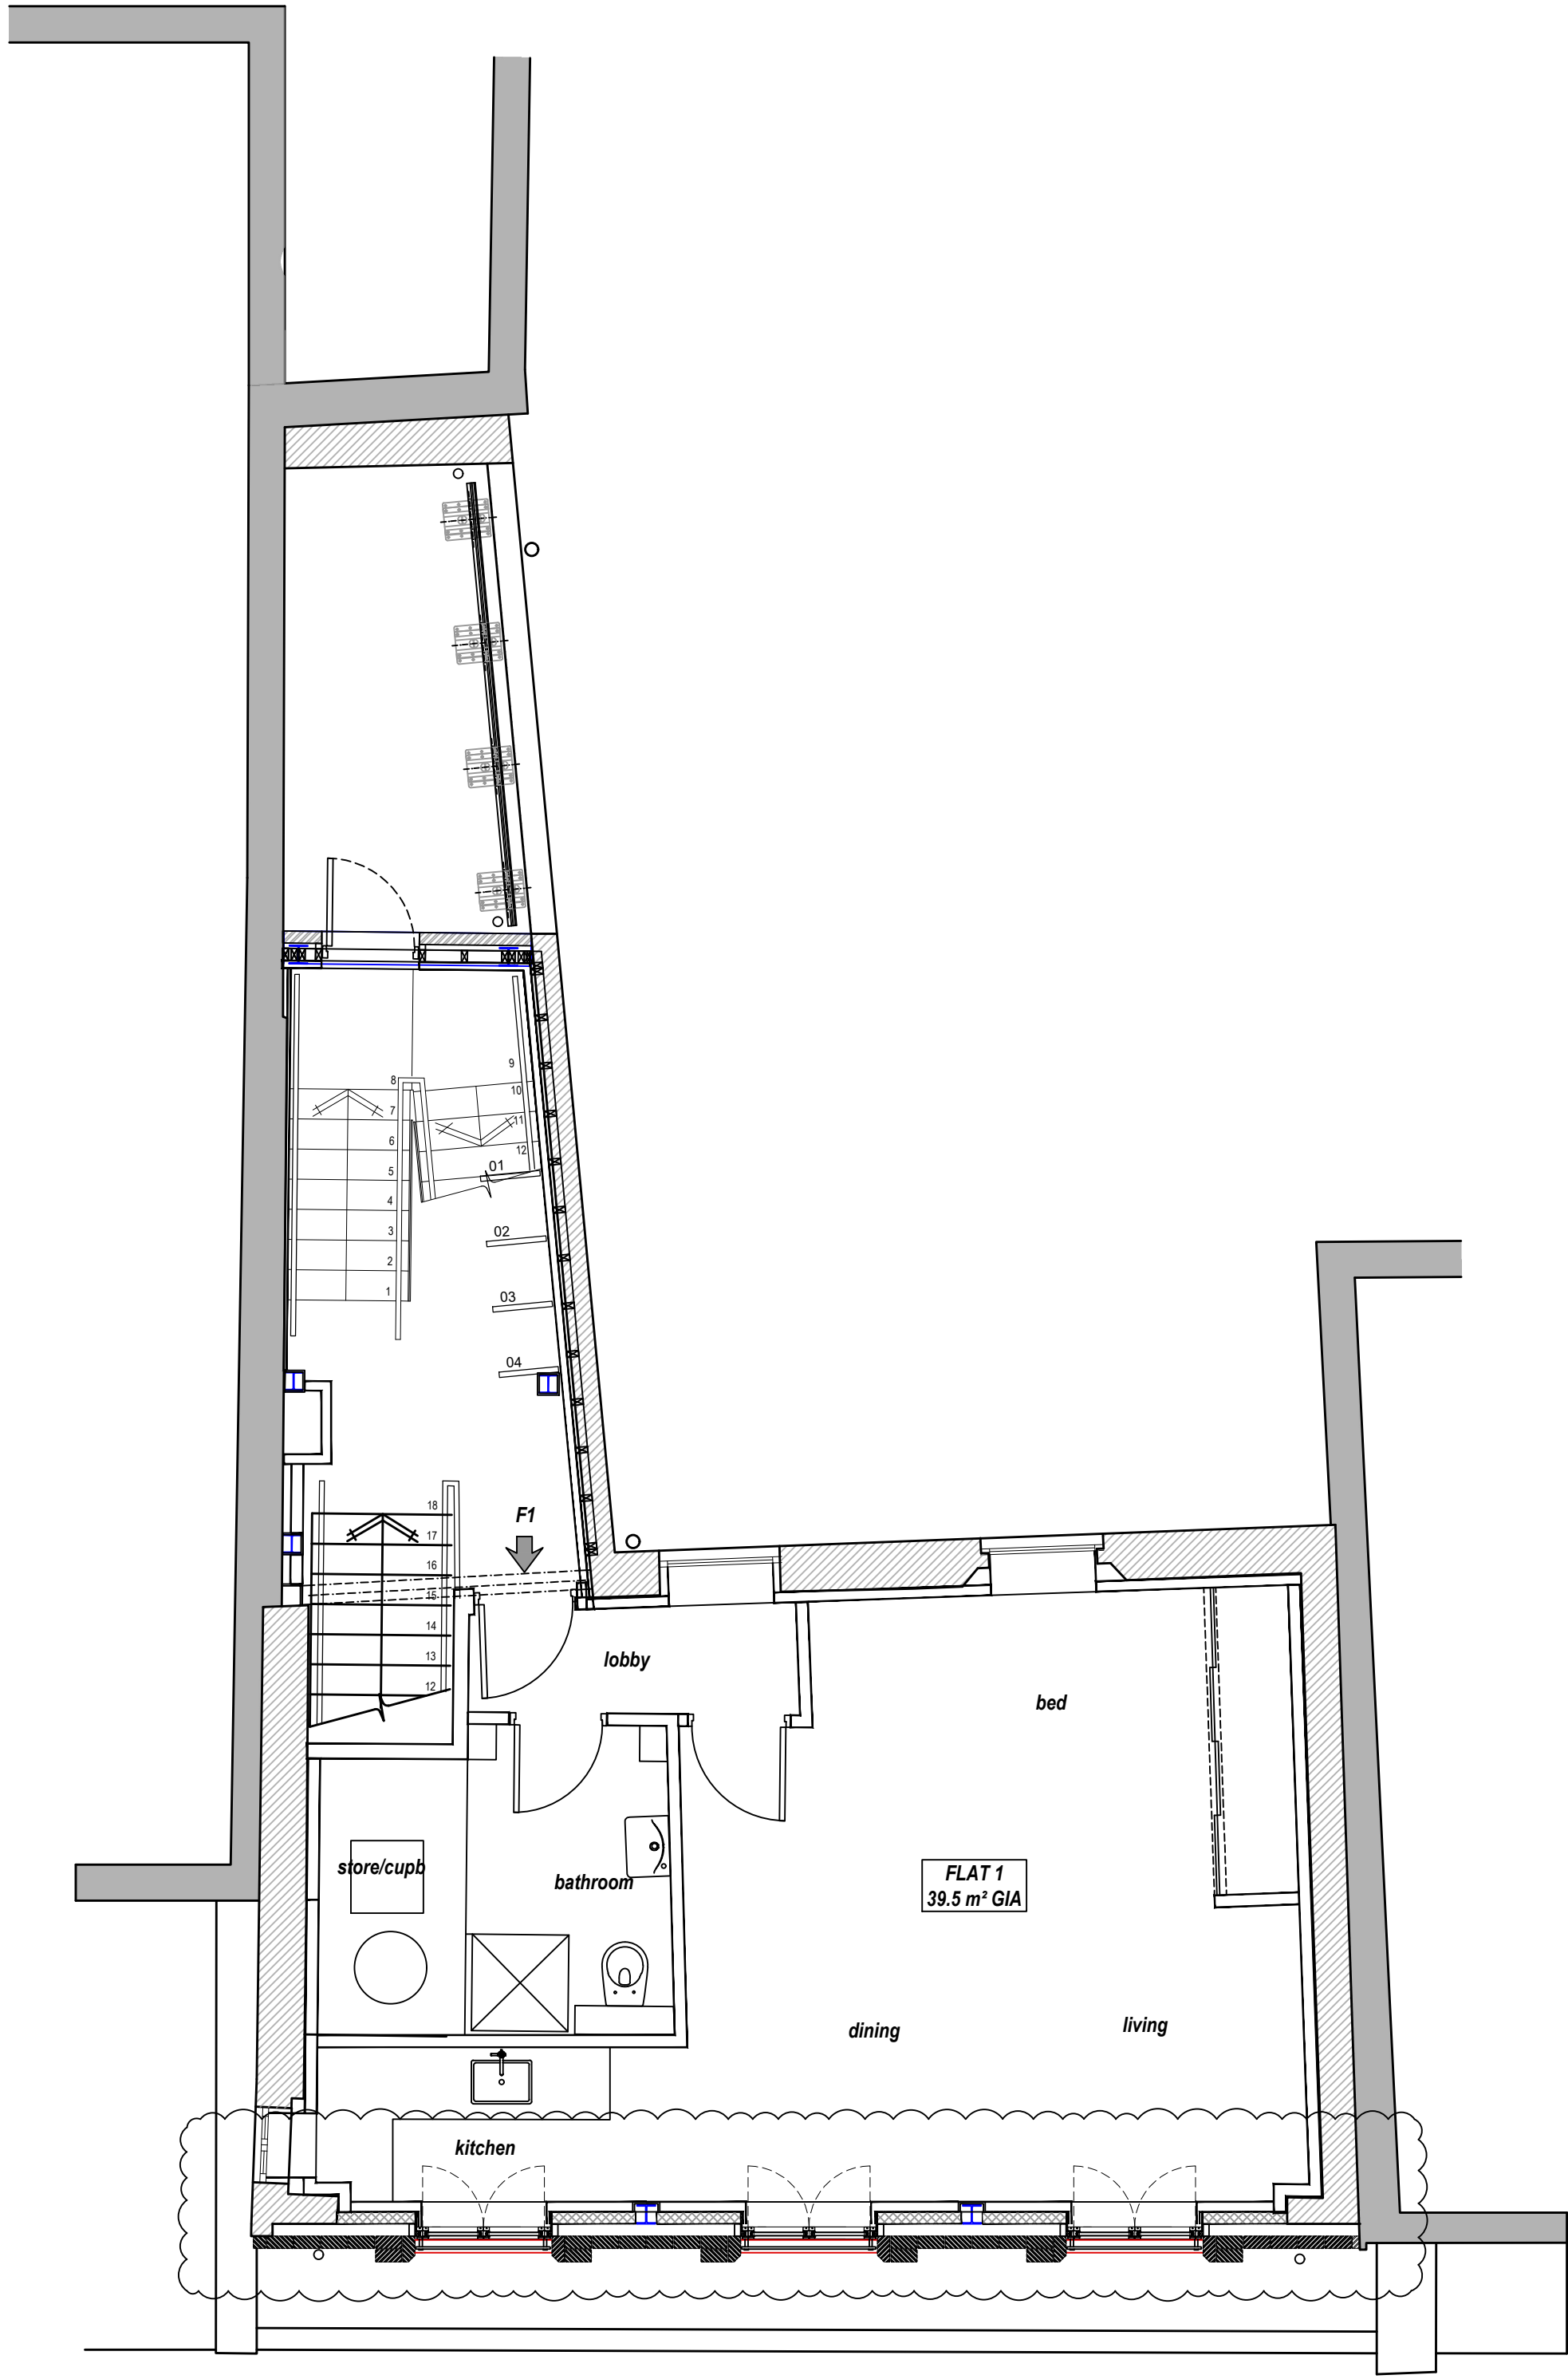 9
8
10
7
11
6
12
5
01
4
3
02
2
1
03
04
18
F1
17
16
15
14
lobby
13
12
bed
store/cupb
bathroom
FLAT 1
39.5 m² GIA
dining
living
kitchen